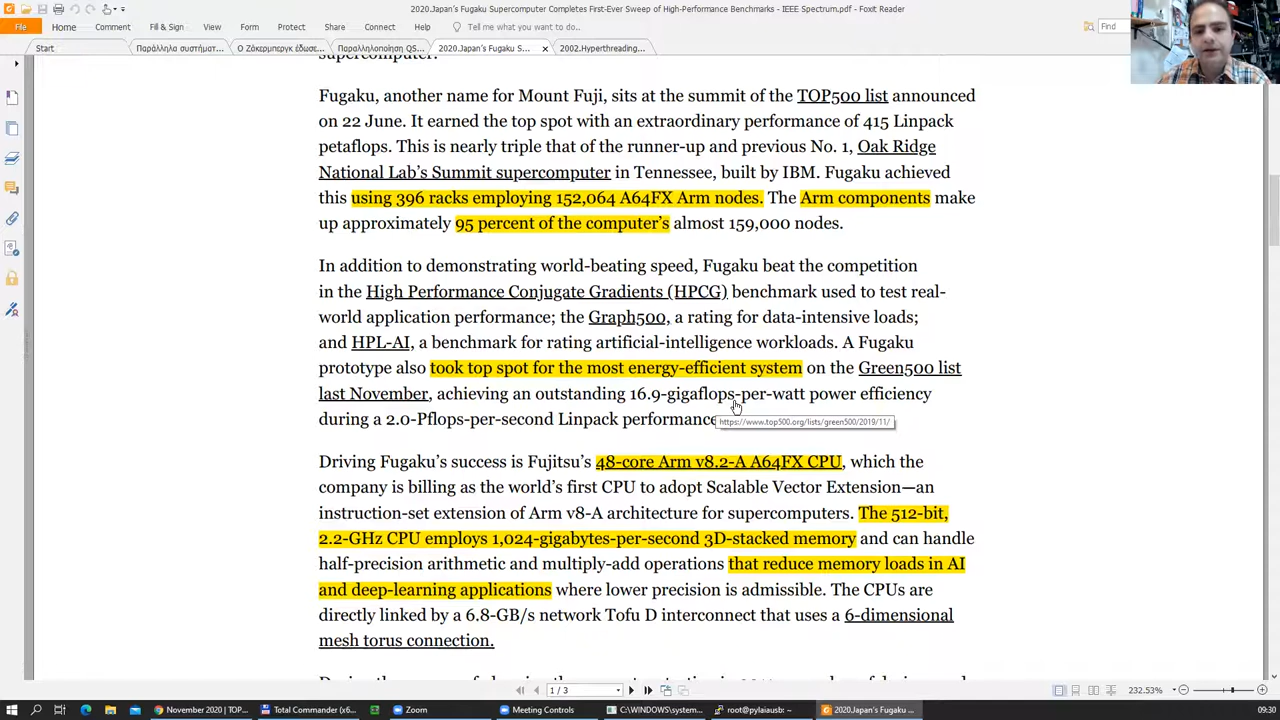 2020.Japan's Fugaku Supercomputer Completes First-Ever Sweep of High-Performance Benchmarks - IEEE Spectrum.pdf - Foxit Reader
File Home Comment Fill & Sign View Form Protect Share Connect Help Tell me what you want to do... Find
Start Παράλληλα συστήματ... Ο Ζόκερμπεργκ έδωσε... Παραλληλοποίηση QS... 2020.Japan's Fugaku S... 2002.Hyperthreading...
supercomputer.
Fugaku, another name for Mount Fuji, sits at the summit of the TOP500 list announced
on 22 June. It earned the top spot with an extraordinary performance of 415 Linpack
petaflops. This is nearly triple that of the runner-up and previous No. 1, Oak Ridge
National Lab's Summit supercomputer in Tennessee, built by IBM. Fugaku achieved
this using 396 racks employing 152,064 A64FX Arm nodes. The Arm components make
up approximately 95 percent of the computer's almost 159,000 nodes.
In addition to demonstrating world-beating speed, Fugaku beat the competition
in the High Performance Conjugate Gradients (HPCG) benchmark used to test real-
world application performance; the Graph500, a rating for data-intensive loads;
and HPL-AI, a benchmark for rating artificial-intelligence workloads. A Fugaku
prototype also took top spot for the most energy-efficient system on the Green500 list
last November, achieving an outstanding 16.9-gigaflops-per-watt power efficiency
during a 2.0-Pflops-per-second Linpack performance
https://www.top500.org/lists/green500/2019/11/
Driving Fugaku's success is Fujitsu's 48-core Arm v8.2-A A64FX CPU, which the
company is billing as the world's first CPU to adopt Scalable Vector Extension—an
instruction-set extension of Arm v8-A architecture for supercomputers. The 512-bit,
2.2-GHz CPU employs 1,024-gigabytes-per-second 3D-stacked memory and can handle
half-precision arithmetic and multiply-add operations that reduce memory loads in AI
and deep-learning applications where lower precision is admissible. The CPUs are
directly linked by a 6.8-GB/s network Tofu D interconnect that uses a 6-dimensional
mesh torus connection.
1 / 3 232.53%
November 2020 | TOP... Total Commander (x6... Zoom Meeting Controls C:\WINDOWS\system... root@pylaiausb: ~ 2020.Japan's Fugaku ... 09:30